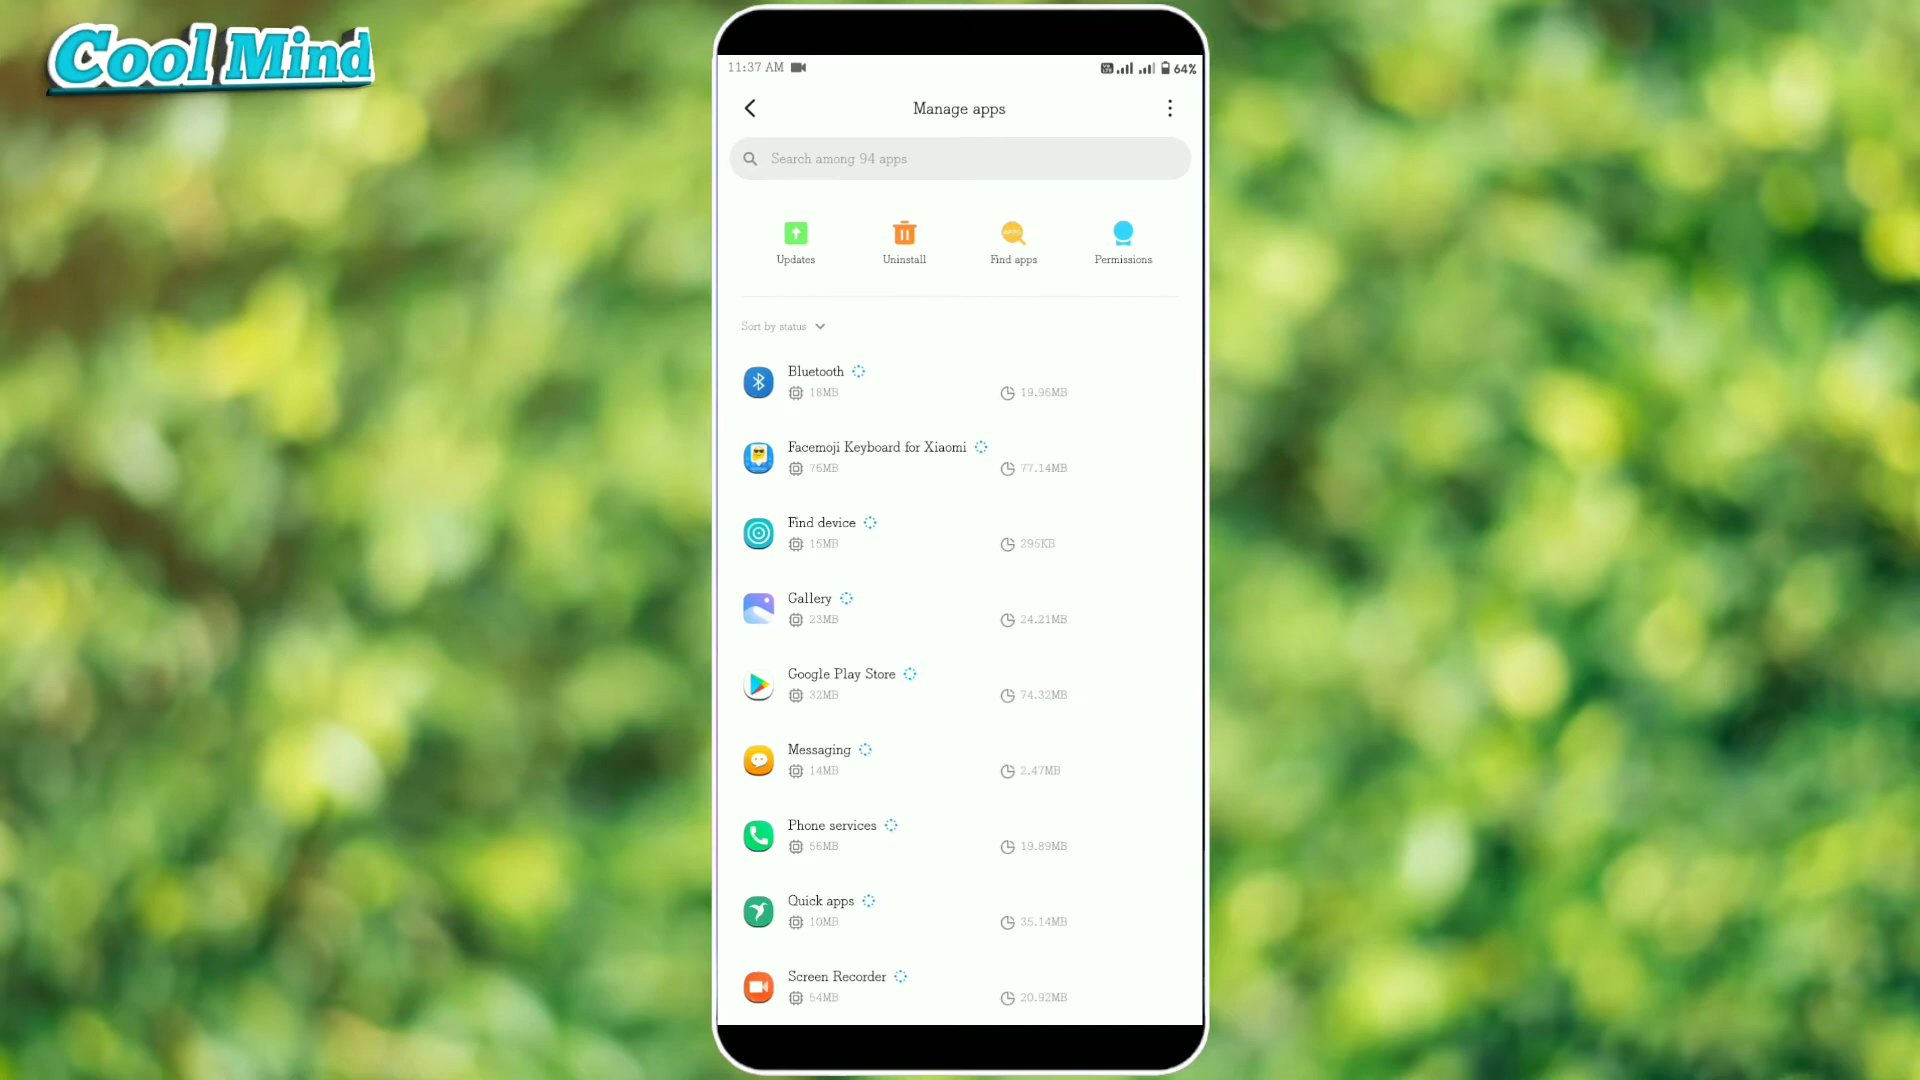 Cool Mind
11:37 AM
64%
Manage apps
Search among 94 apps
Updates
Uninstall
Find apps
Permissions
Sort by status
Bluetooth
18MB
19.96MB
Facemoji Keyboard for Xiaomi
76MB
77.14MB
Find device
15MB
295KB
Gallery
23MB
24.21MB
Google Play Store
32MB
74.32MB
Messaging
14MB
2.47MB
Phone services
56MB
19.89MB
Quick apps
10MB
35.14MB
Screen Recorder
54MB
20.92MB